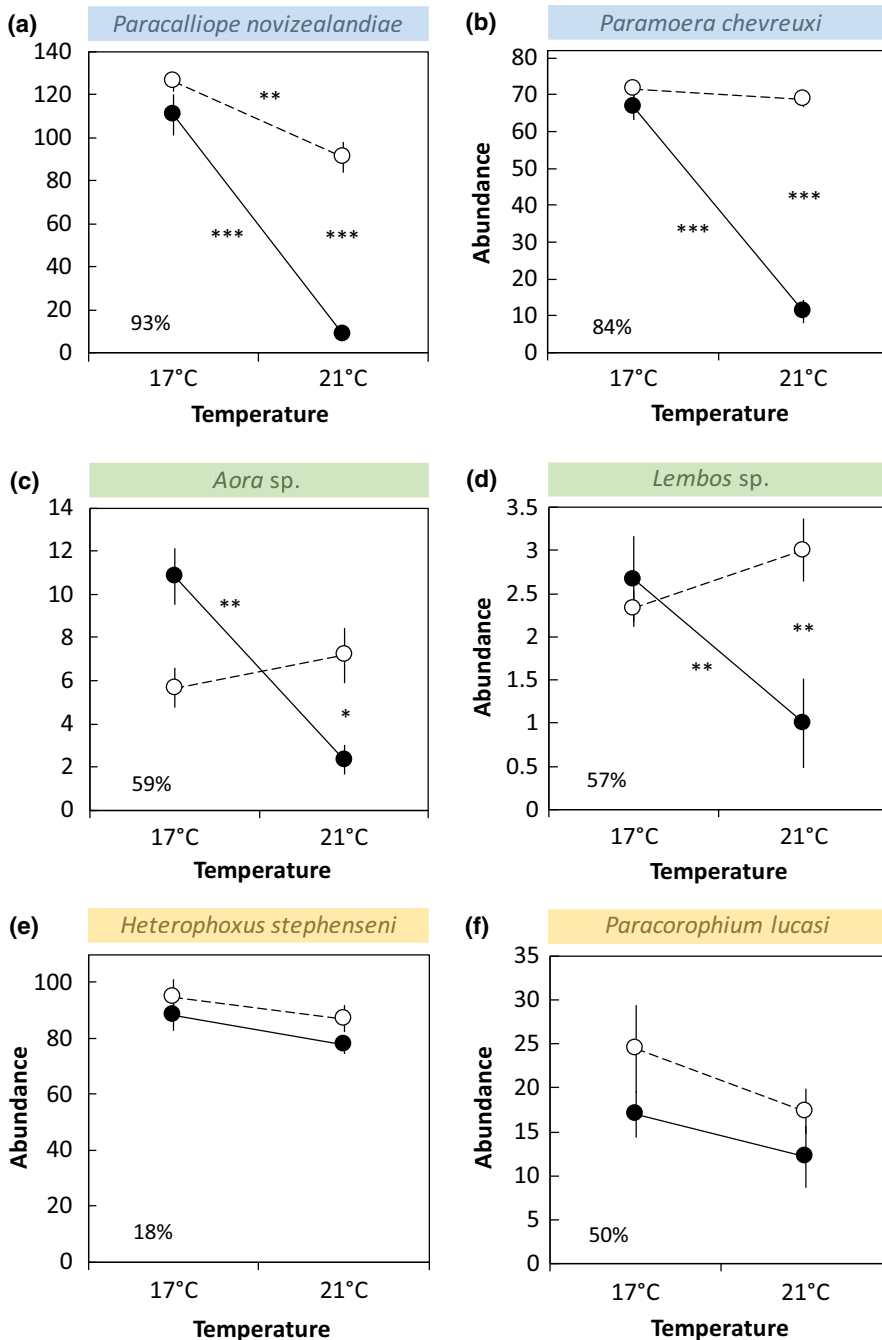 (a) Paracalliope novizealandiae
140
120
100
80
60
40
20
0
**
***
***
93%
17°C 21°C
Temperature
(b) Paramoera chevreuxi
Abundance
80
70
60
50
40
30
20
10
0
***
***
84%
17°C 21°C
Temperature
(c) Aora sp.
14
12
10
8
6
4
2
0
**
*
59%
17°C 21°C
Temperature
(d) Lembos sp.
Abundance
3.5
3
2.5
2
1.5
1
0.5
0
**
**
57%
17°C 21°C
Temperature
(e) Heterophoxus stephenseni
Abundance
100
80
60
40
20
0
18%
17°C 21°C
Temperature
(f) Paracorophium lucasi
Abundance
35
30
25
20
15
10
5
0
50%
17°C 21°C
Temperature